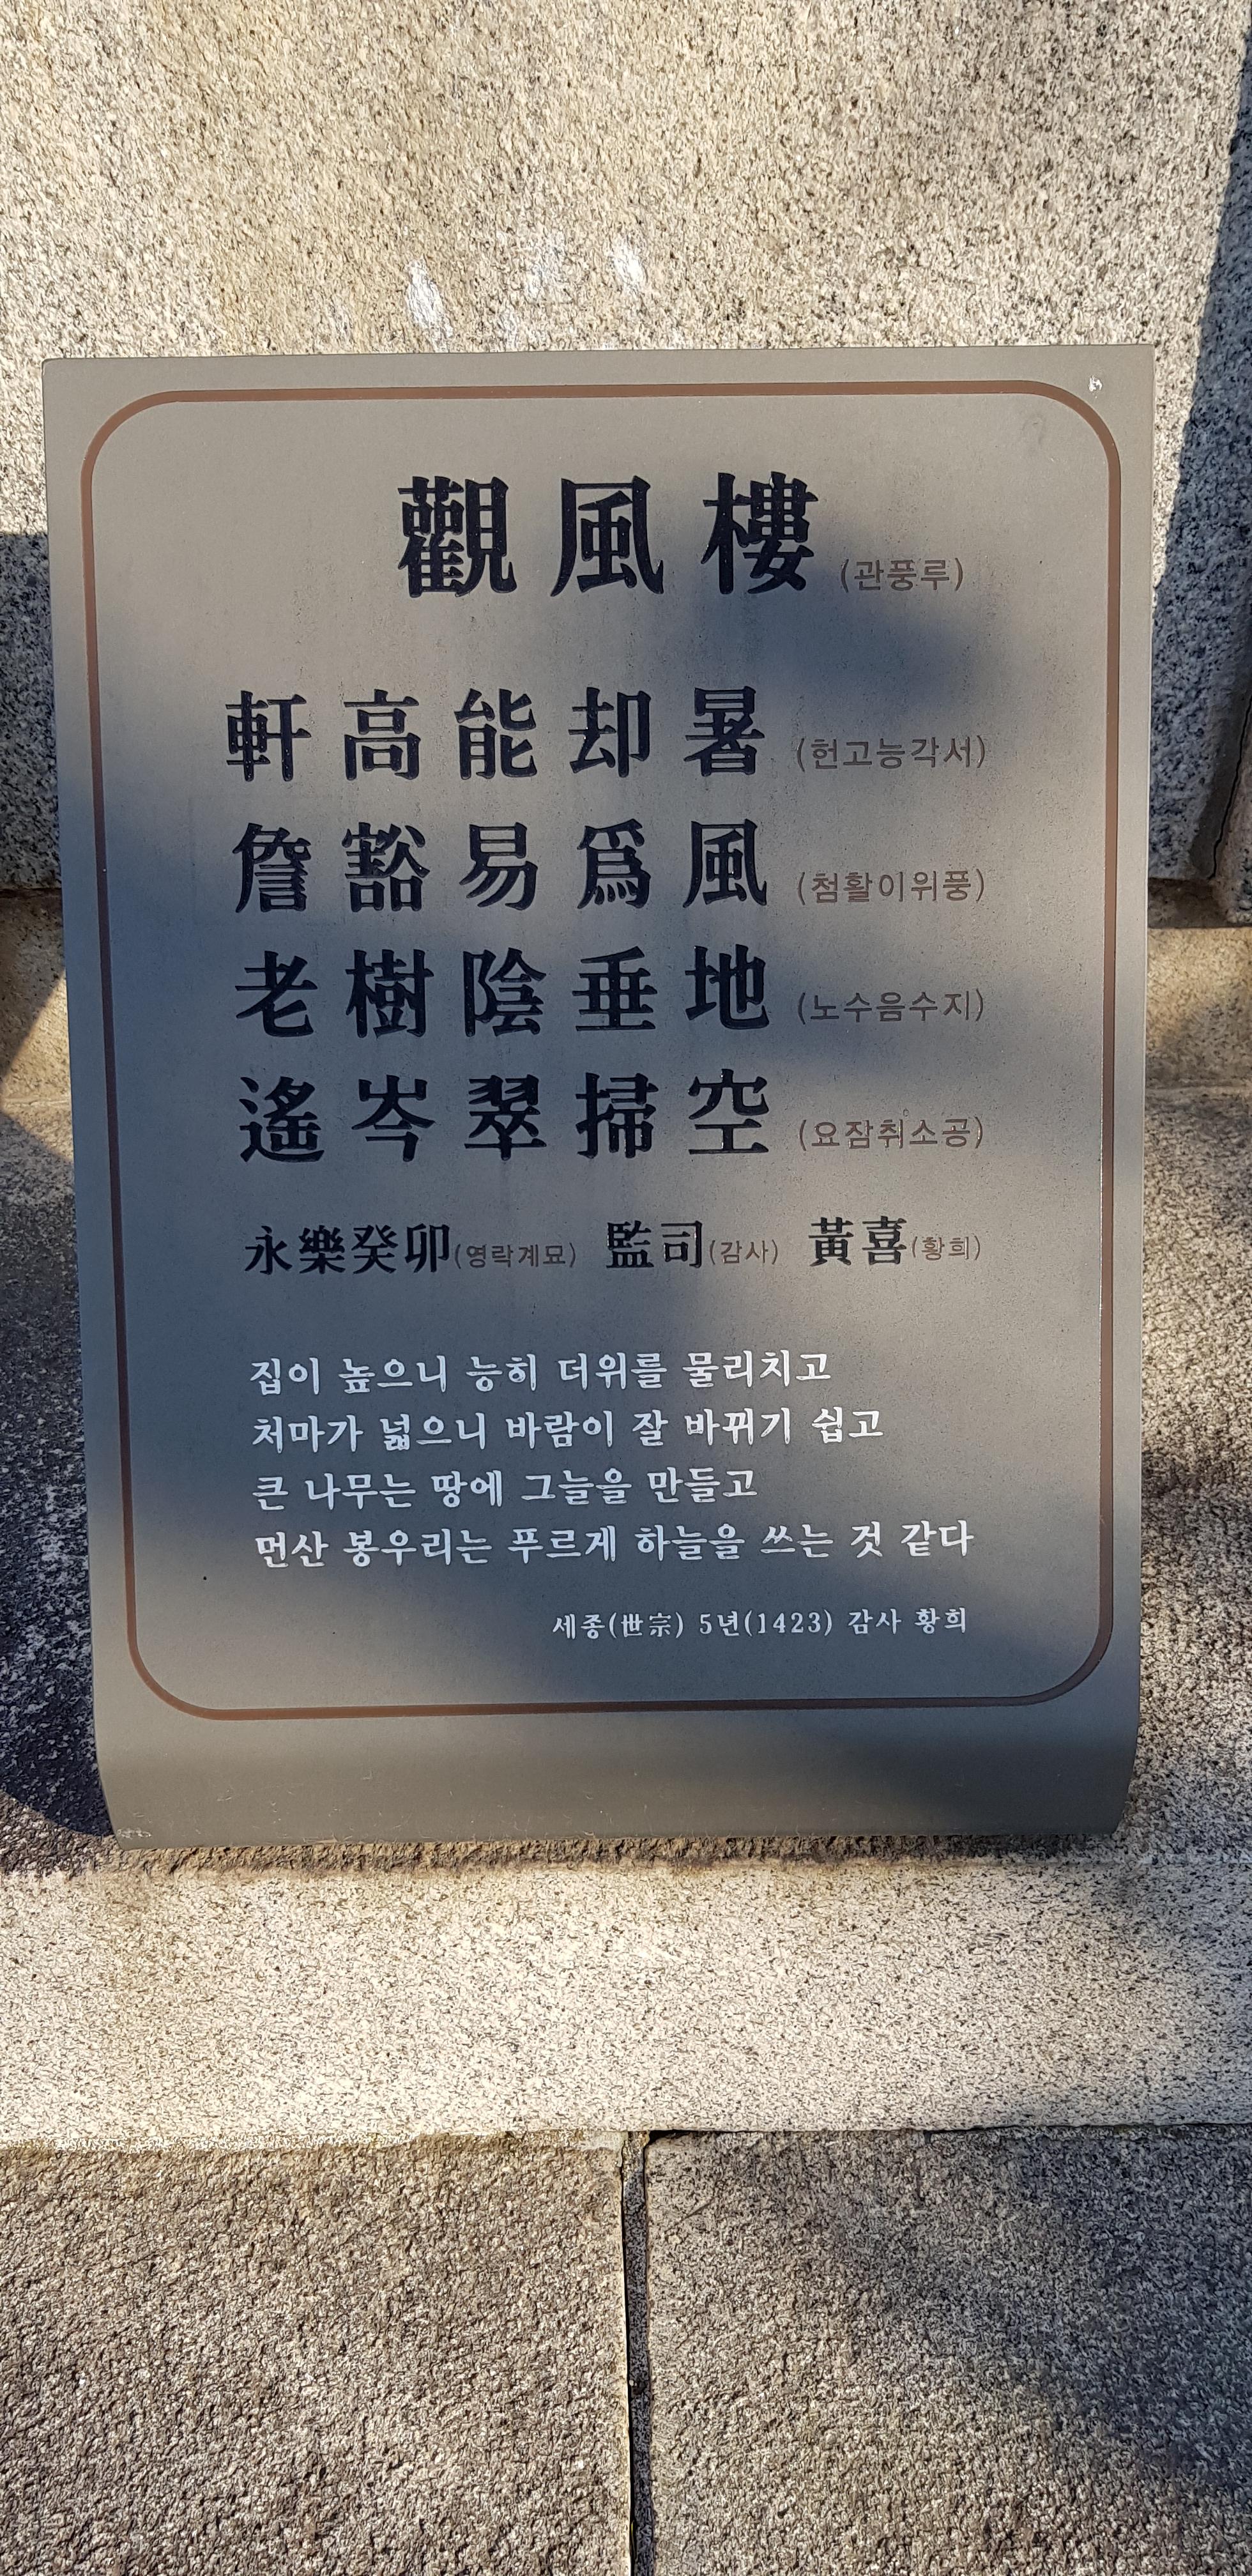 觀風樓(관풍루)
軒高能却暑(헌고능각서)
詹豁易爲風(첨활이위풍)
老樹陰垂地(노수음수지)
遙岑翠掃空(요잠취소공)
永樂癸卯(영락계묘) 監司(감사) 黃喜(황희)
집이 높으니 능히 더위를 물리치고
처마가 넓으니 바람이 잘 바뀌기 쉽고
큰 나무는 땅에 그늘을 만들고
먼산 봉우리는 푸르게 하늘을 쓰는 것 같다
세종(世宗) 5년(1423) 감사 황희